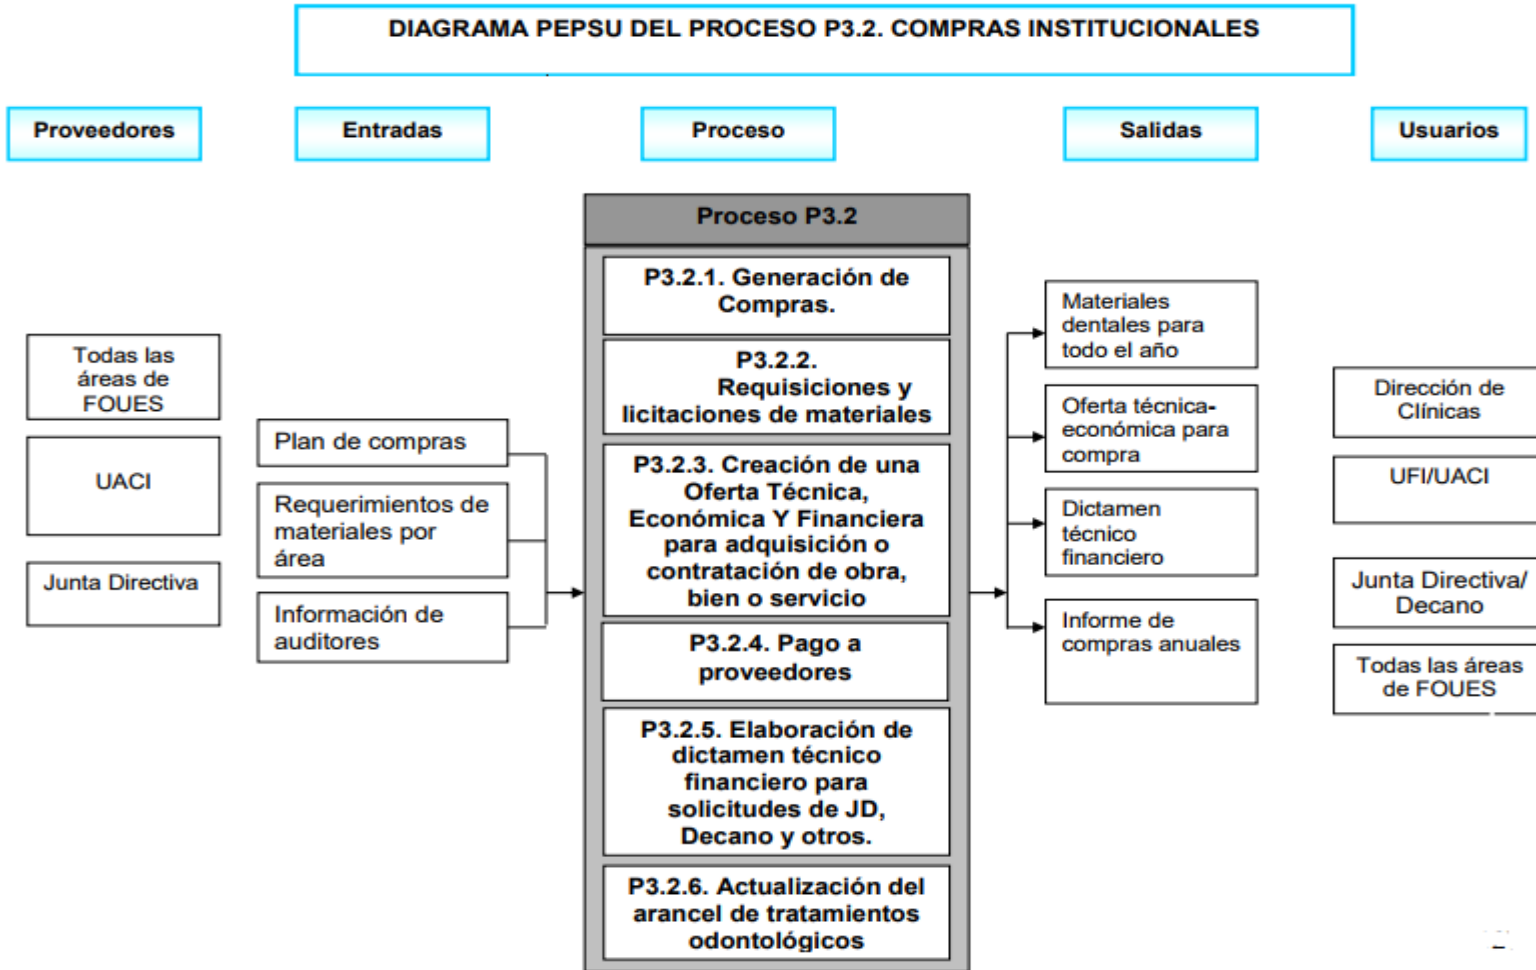 DIAGRAMA PEPSU DEL PROCESO P3.2. COMPRAS INSTITUCIONALES
Proveedores
Entradas
Proceso
Salidas
Usuarios
Todas las
áreas de
FOUES
UACI
Junta Directiva
Plan de compras
Requerimientos de
materiales por
área
Información de
auditores
Proceso P3.2
P3.2.1. Generación de
Compras.
P3.2.2.
Requisiciones y
licitaciones de materiales
P3.2.3. Creación de una
Oferta Técnica,
Económica Y Financiera
para adquisición o
contratación de obra,
bien o servicio
P3.2.4. Pago a
proveedores
P3.2.5. Elaboración de
dictamen técnico
financiero para
solicitudes de JD,
Decano y otros.
P3.2.6. Actualización del
arancel de tratamientos
odontológicos
Materiales
dentales para
todo el año
Oferta técnica-
económica para
compra
Dictamen
técnico
financiero
Informe de
compras anuales
Dirección de
Clínicas
UFI/UACI
Junta Directiva/
Decano
Todas las áreas
de FOUES